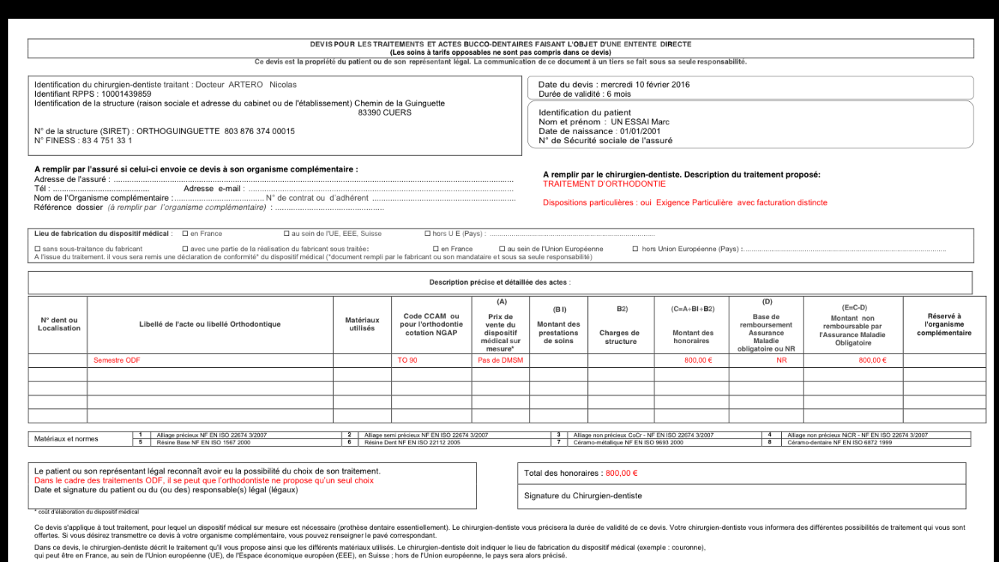 DEVIS POUR LES TRAITEMENTS ET ACTES BUCCO-DENTAIRES FAISANT L'OBJET D'UNE ENTENTE DIRECTE
(Les soins à tarifs opposables ne sont pas compris dans ce devis)
Ce devis est la propriété du patient ou de son représentant légal. La communication de ce document à un tiers se fait sous sa seule responsabilité.
Identification du chirurgien-dentiste traitant : Docteur ARTERO Nicolas
Identifiant RPPS : 10001439859
Identification de la structure (raison sociale et adresse du cabinet ou de l'établissement) Chemin de la Guinguette
83390 CUERS
N° de la structure (SIRET) : ORTHOGUINGUETTE 803 876 374 00015
N° FINESS : 83 4 751 33 1
Date du devis : mercredi 10 février 2016
Durée de validité : 6 mois
Identification du patient
Nom et prénom : UN ESSAI Marc
Date de naissance : 01/01/2001
N° de Sécurité sociale de l'assuré
A remplir par l'assuré si celui-ci envoie ce devis à son organisme complémentaire :
Adresse de l'assuré : ...............
Tél : ............... Adresse e-mail : ...............
Nom de l'Organisme complémentaire :............... N° de contrat ou d'adhérent ...............
Référence dossier (à remplir par l'organisme complémentaire) : ...............
A remplir par le chirurgien-dentiste. Description du traitement proposé:
TRAITEMENT D'ORTHODONTIE
Dispositions particulières : oui Exigence Particulière avec facturation distincte
Lieu de fabrication du dispositif médical : ☐ en France ☐ au sein de l'UE, EEE, Suisse ☐ hors U E (Pays) : ...............
☐ sans sous-traitance du fabricant ☐ avec une partie de la réalisation du fabricant sous traitée: ☐ en France ☐ au sein de l'Union Européenne ☐ hors Union Européenne (Pays) :...............
A l'issue du traitement. il vous sera remis une déclaration de conformité* du dispositif médical (*document rempli par le fabricant ou son mandataire et sous sa seule responsabilité)
Description précise et détaillée des actes :
N° dent ou
Localisation
Libellé de l'acte ou libellé Orthodontique
Matériaux
utilisés
Code CCAM ou
pour l'orthodontie
cotation NGAP
(A)
Prix de
vente du
dispositif
médical sur
mesure*
(B I)
Montant des
prestations
de soins
B2)
Charges de
structure
(C=A÷BI÷B2)
Montant des
honoraires
(D)
Base de
remboursement
Assurance
Maladie
obligatoire ou NR
(E=C-D)
Montant non
remboursable par
l'Assurance Maladie
Obligatoire
Réservé à
l'organisme
complémentaire
Semestre ODF TO 90 Pas de DMSM 800,00 € NR 800,00 €
Matériaux et normes
1 Alliage précieux NF EN ISO 22674 3/2007 2 Alliage semi précieux NF EN ISO 22674 3/2007 3 Alliage non précieux CoCr - NF EN ISO 22674 3/2007 4 Alliage non précieux NiCR - NF EN ISO 22674 3/2007
5 Résine Base NF EN ISO 1567 2000 6 Résine Dent NF EN ISO 22112 2005 7 Céramo-métallique NF EN ISO 9693 2000 8 Céramo-dentaire NF EN ISO 6872 1999
Le patient ou son représentant légal reconnaît avoir eu la possibilité du choix de son traitement.
Dans le cadre des traitements ODF, il se peut que l'orthodontiste ne propose qu'un seul choix
Date et signature du patient ou du (ou des) responsable(s) légal (légaux)
Total des honoraires : 800,00 €
Signature du Chirurgien-dentiste
* coût d'élaboration du dispositif médical
Ce devis s'applique à tout traitement, pour lequel un dispositif médical sur mesure est nécessaire (prothèse dentaire essentiellement). Le chirurgien-dentiste vous précisera la durée de validité de ce devis. Votre chirurgien-dentiste vous informera des différentes possibilités de traitement qui vous sont
offertes. Si vous désirez transmettre ce devis à votre organisme complémentaire, vous pouvez renseigner le pavé correspondant.
Dans ce devis, le chirurgien-dentiste décrit le traitement qu'il vous propose ainsi que les différents matériaux utilisés. Le chirurgien-dentiste doit indiquer le lieu de fabrication du dispositif médical (exemple : couronne),
qui peut être en France, au sein de l'Union européenne (UE), de l'Espace économique européen (EEE), en Suisse ; hors de l'Union européenne, le pays sera alors précisé.